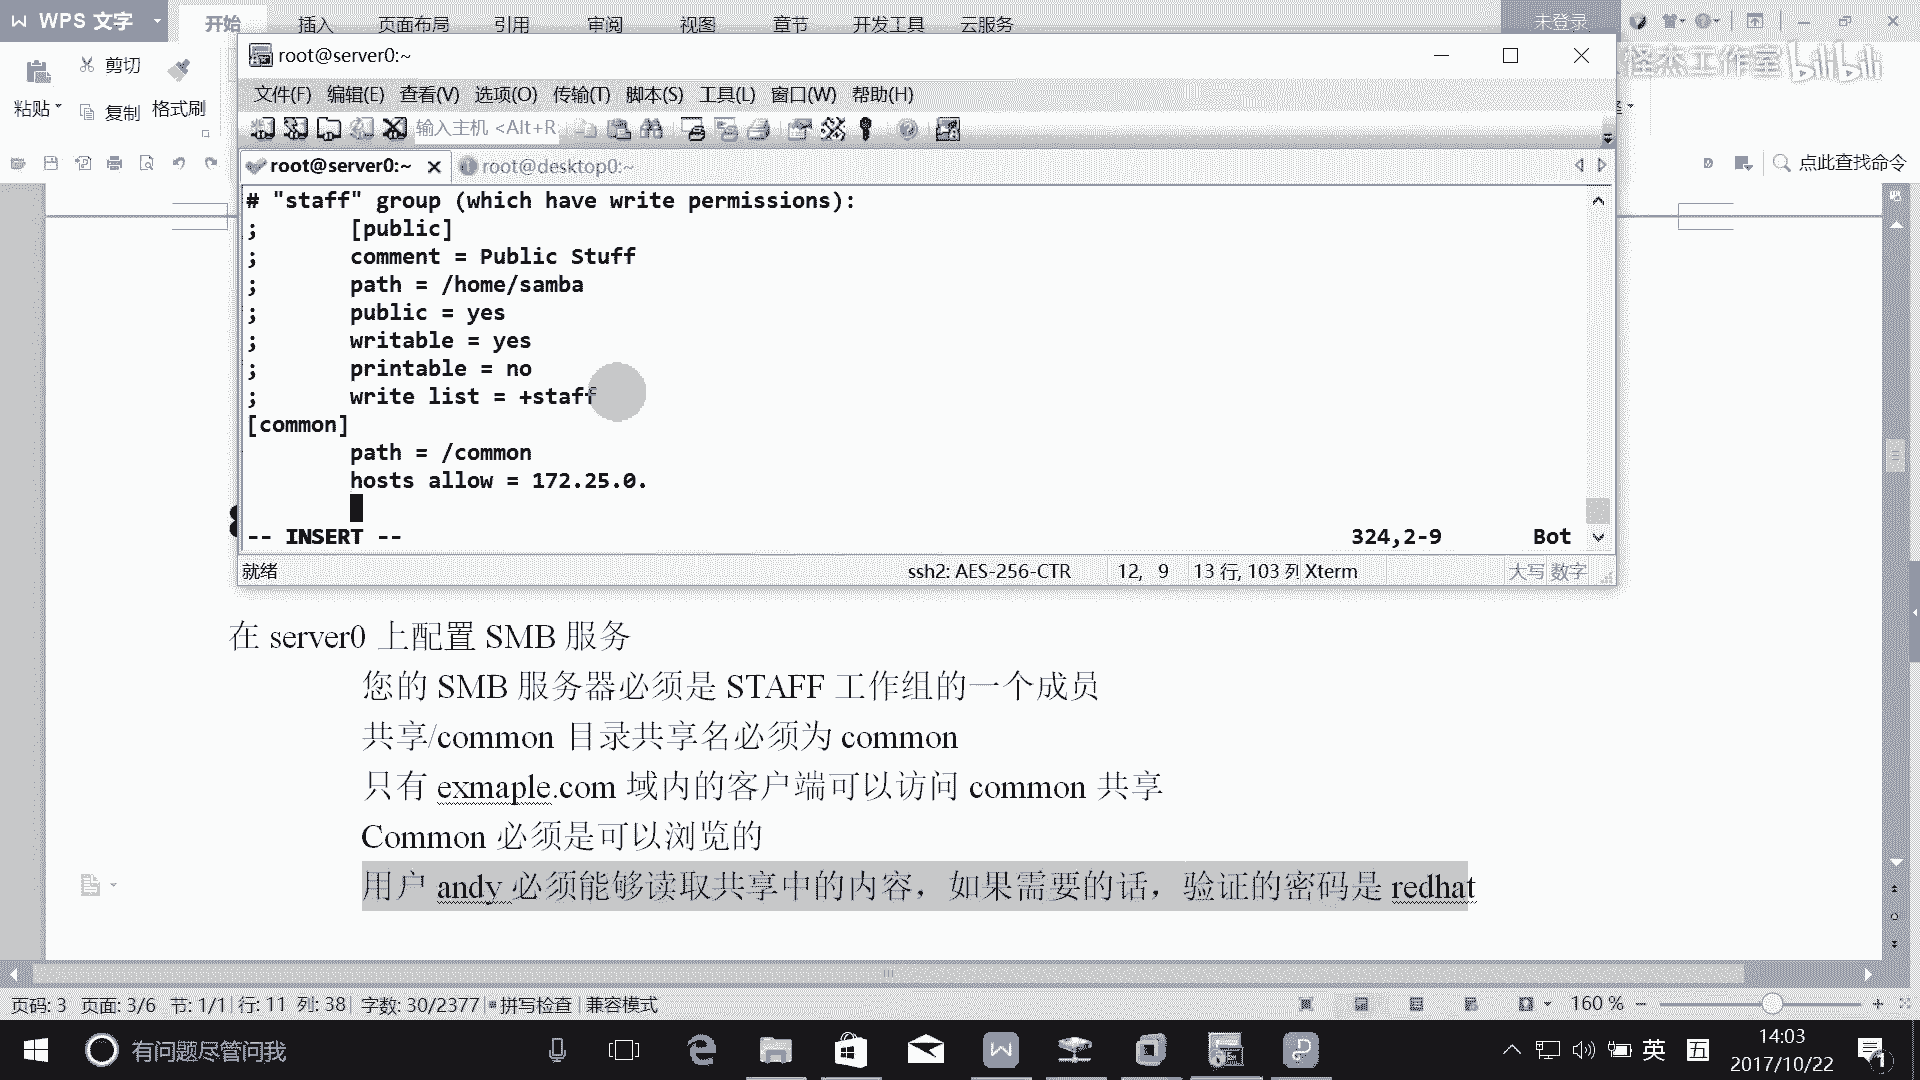 WPS 文字
开始
插入
页面布局
引用
审阅
视图
章节
开发工具
云服务
未登录
剪切
粘贴
复制
格式刷
怪杰工作室 bilibili
点此查找命令
root@server0:~
文件(F) 编辑(E) 查看(V) 选项(O) 传输(T) 脚本(S) 工具(L) 窗口(W) 帮助(H)
输入主机 <Alt+R
root@server0:~
root@desktop0:~
# "staff" group (which have write permissions):
; [public]
; comment = Public Stuff
; path = /home/samba
; public = yes
; writable = yes
; printable = no
; write list = +staff
[common]
path = /common
hosts allow = 172.25.0.
-- INSERT -- 324,2-9 Bot
就绪 ssh2: AES-256-CTR 12, 9 13 行, 103 列 Xterm 大写 数字
在 server0 上配置 SMB 服务
您的 SMB 服务器必须是 STAFF 工作组的一个成员
共享/common 目录共享名必须为 common
只有 exmaple.com 域内的客户端可以访问 common 共享
Common 必须是可以浏览的
用户 andy 必须能够读取共享中的内容，如果需要的话，验证的密码是 redhat
页码: 3 页面: 3/6 节: 1/1 行: 11 列: 38 字数: 30/2377 拼写检查 兼容模式 160 %
有问题尽管问我
英
五
14:03
2017/10/22
1